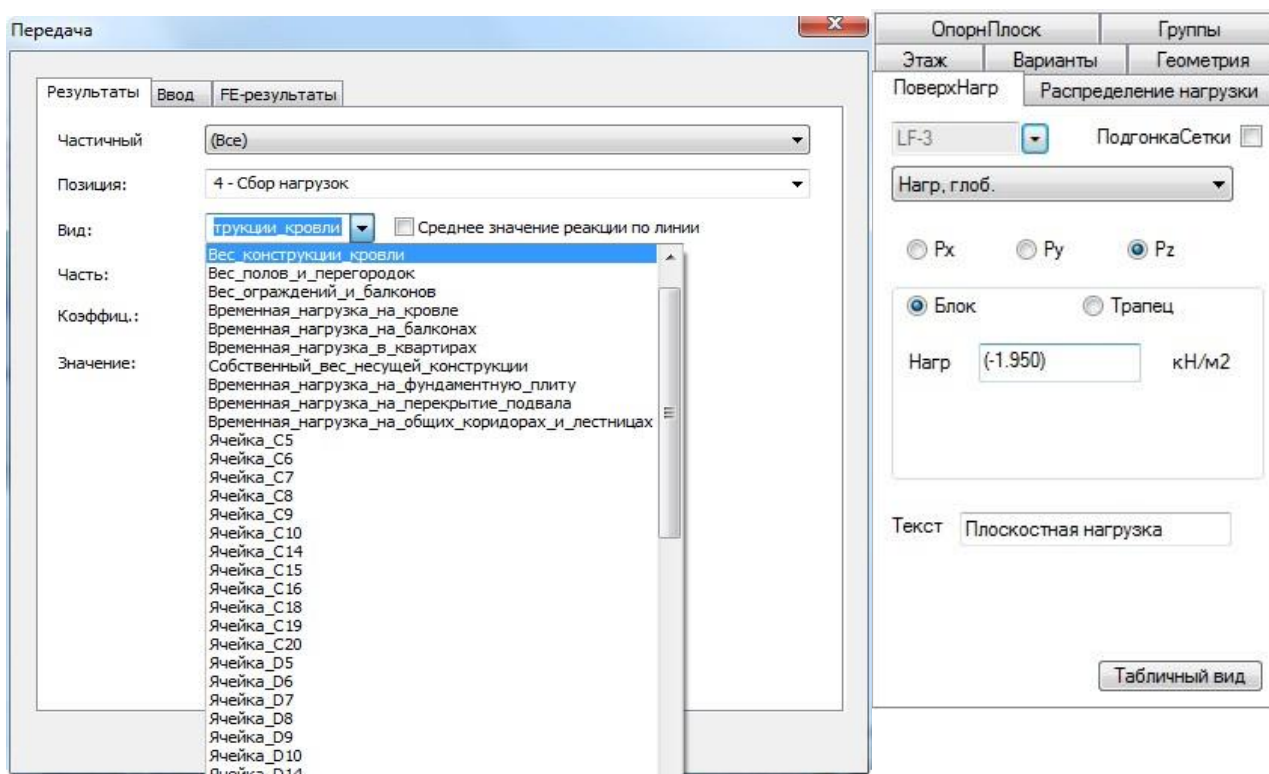 Передача
Результаты Ввод FE-результаты
Частичный (Все)
Позиция: 4 - Сбор нагрузок
Вид: трукции_кровли Среднее значение реакции по линии
Часть:
Коэффиц.:
Значение:
Вес_конструкции_кровли
Вес_полов_и_перегородок
Вес_ограждений_и_балконов
Временная_нагрузка_на_кровле
Временная_нагрузка_на_балконах
Временная_нагрузка_в_квартирах
Собственный_вес_несущей_конструкции
Временная_нагрузка_на_фундаментную_плиту
Временная_нагрузка_на_перекрытие_подвала
Временная_нагрузка_на_общих_коридорах_и_лестницах
Ячейка_C5
Ячейка_C6
Ячейка_C7
Ячейка_C8
Ячейка_C9
Ячейка_C10
Ячейка_C14
Ячейка_C15
Ячейка_C16
Ячейка_C18
Ячейка_C19
Ячейка_C20
Ячейка_D5
Ячейка_D6
Ячейка_D7
Ячейка_D8
Ячейка_D9
Ячейка_D10
Ячейка_D14
ОпорнПлоск Группы
Этаж Варианты Геометрия
ПоверхНагр Распределение нагрузки
LF-3 ПодгонкаСетки
Нагр, глоб.
Px Py Pz
Блок Трапец
Нагр (-1.950) кН/м2
Текст Плоскостная нагрузка
Табличный вид